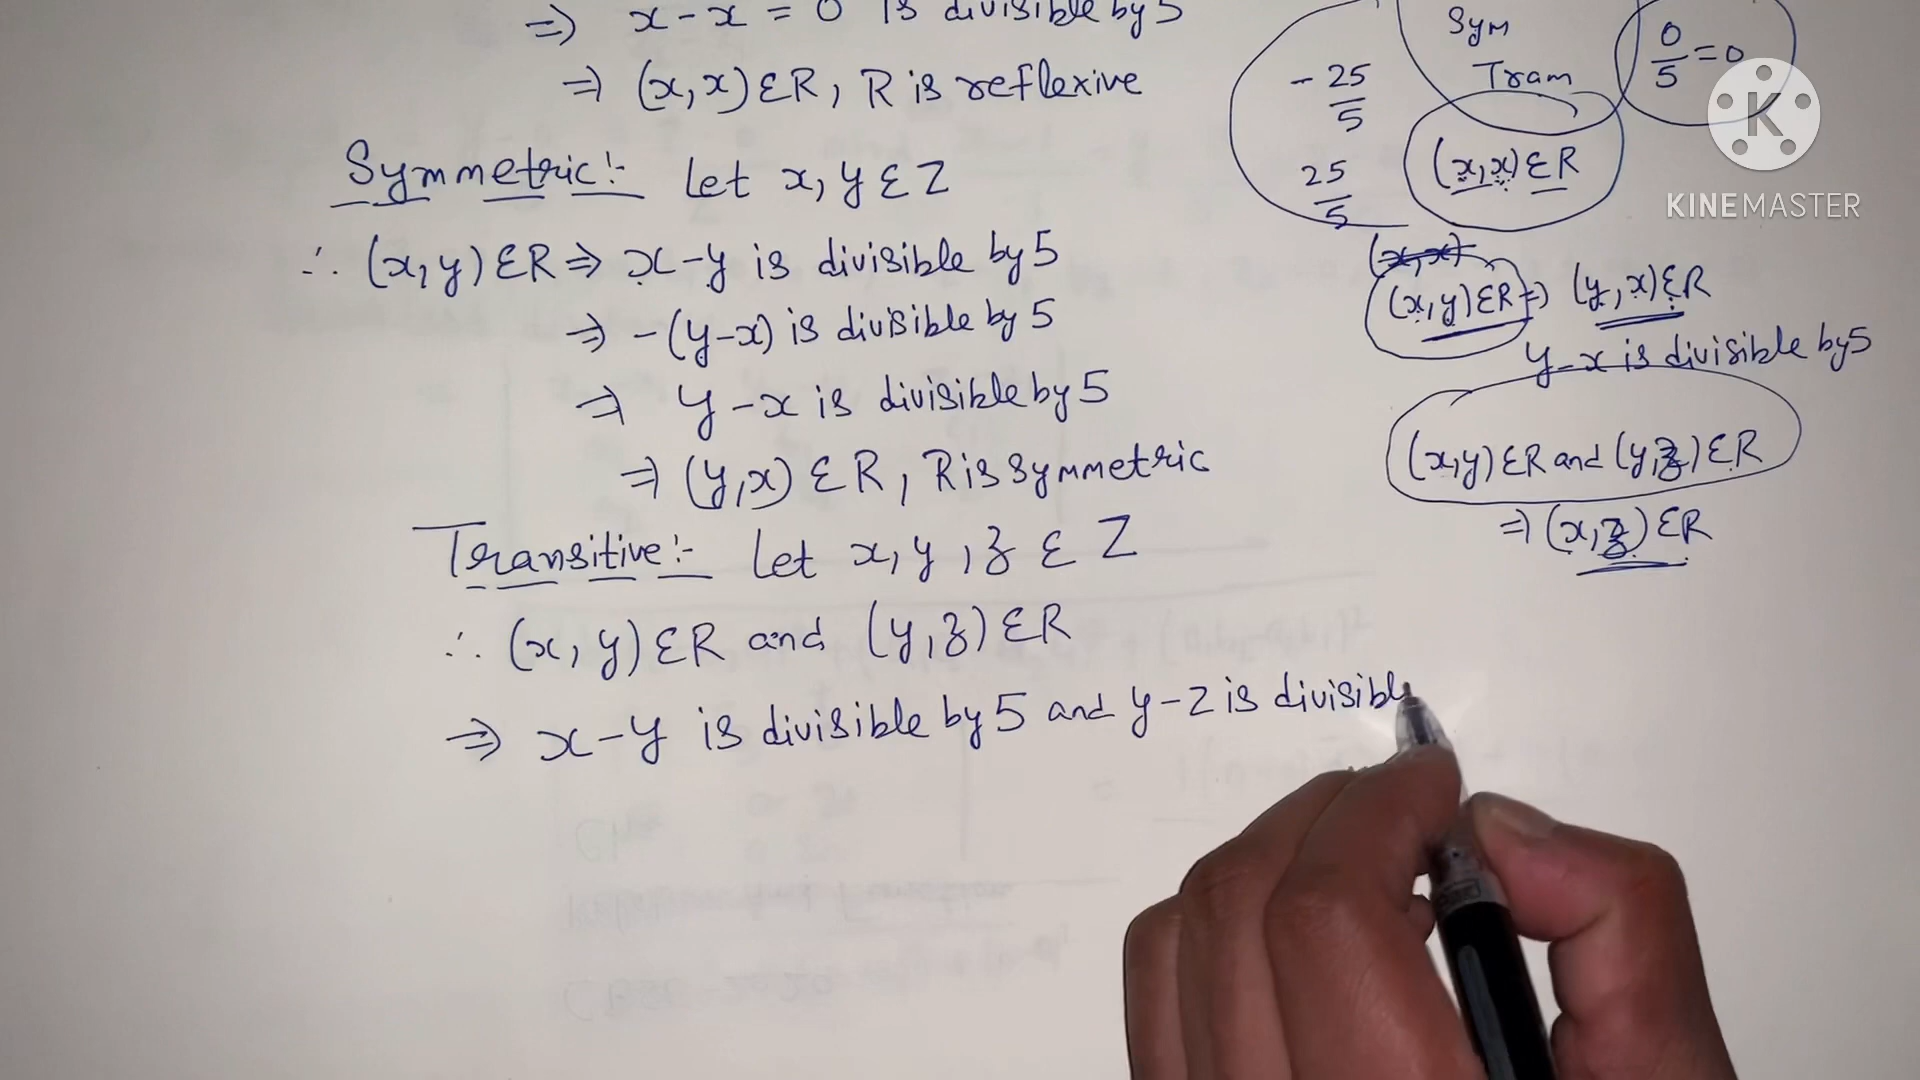 ⇒ x - x = 0 is divisible by 5
⇒ (x,x) ∈ R, R is reflexive
Symmetric:- Let x, y ∈ Z
∴ (x, y) ∈ R ⇒ x - y is divisible by 5
⇒ -(y-x) is divisible by 5
⇒ y - x is divisible by 5
⇒ (y,x) ∈ R, R is symmetric
Transitive:- Let x, y, z ∈ Z
∴ (x, y) ∈ R and (y, z) ∈ R
⇒ x - y is divisible by 5 and y - z is divisible
Sym
Tram
0/5 = 0
-25/5
25/5
(x,x) ∈ R
(x,x)
(x,y) ∈ R ⇒ (y,x) ∈ R
y-x is divisible by 5
(x,y) ∈ R and (y,z) ∈ R
⇒ (x,z) ∈ R
K
KINEMASTER